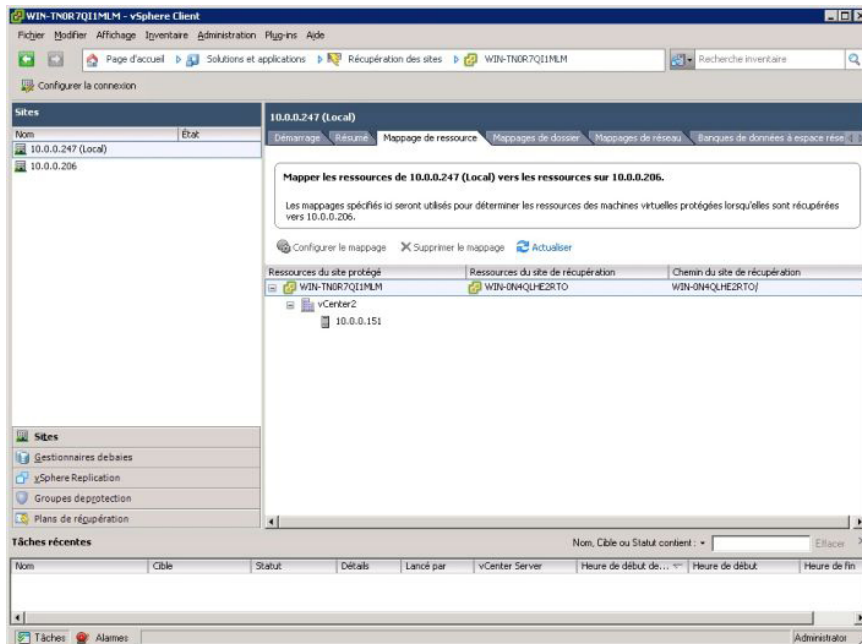 WIN-TN0R7QI1MLM - vSphere Client
Fichier Modifier Affichage Inventaire Administration Plug-ins Aide
Page d'accueil Solutions et applications Récupération des sites WIN-TN0R7QI1MLM Recherche inventaire
Configurer la connexion
Sites
Nom État
10.0.0.247 (Local)
10.0.0.206
10.0.0.247 (Local)
Démarrage Résumé Mappage de ressource Mappages de dossier Mappages de réseau Banques de données à espace rése
Mapper les ressources de 10.0.0.247 (Local) vers les ressources sur 10.0.0.206.
Les mappages spécifiés ici seront utilisés pour déterminer les ressources des machines virtuelles protégées lorsqu'elles sont récupérées
vers 10.0.0.206.
Configurer le mappage Supprimer le mappage Actualiser
Ressources du site protégé Ressources du site de récupération Chemin du site de récupération
WIN-TN0R7QI1MLM WIN-0N4QLHE2RTO WIN-0N4QLHE2RTO/
vCenter2
10.0.0.151
Sites
Gestionnaires debaies
vSphere Replication
Groupes deprotection
Plans de récupération
Tâches récentes Nom, Cible ou Statut contient : Effacer
Nom Cible Statut Détails Lancé par vCenter Server Heure de début de... Heure de début Heure de fin
Tâches Alarmes Administrator